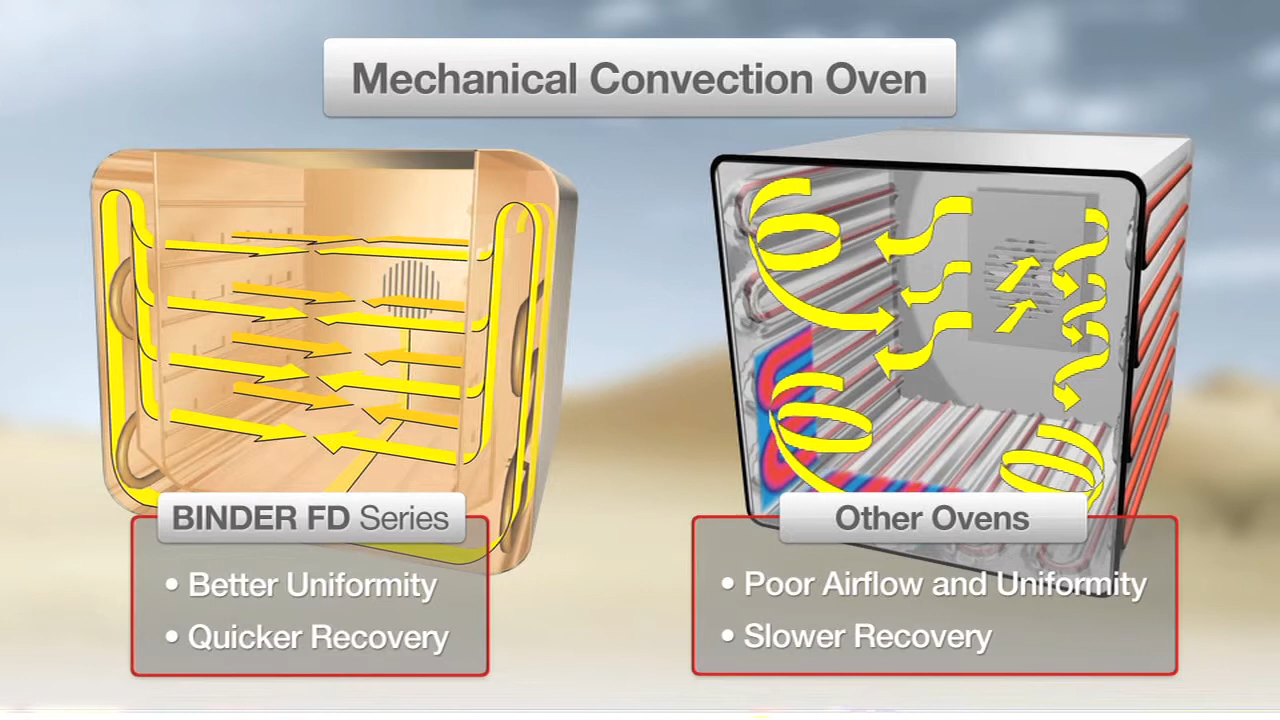 Mechanical Convection Oven
BINDER FD Series
• Better Uniformity
• Quicker Recovery
Other Ovens
• Poor Airflow and Uniformity
• Slower Recovery